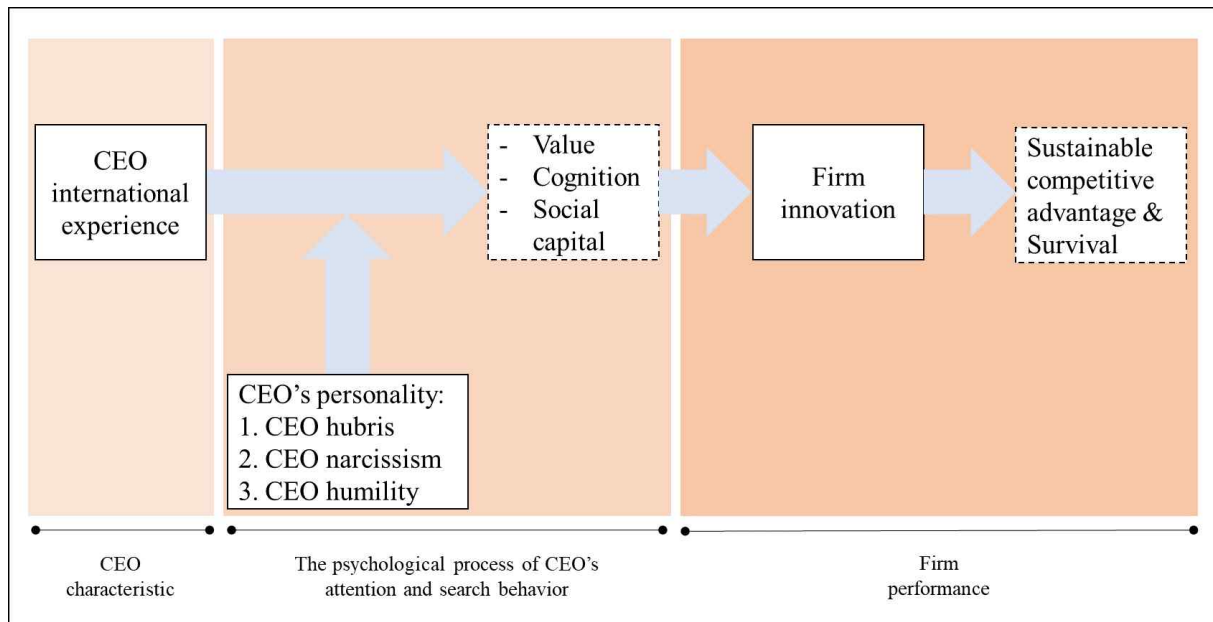 CEO
international
experience
- Value
- Cognition
- Social
capital
Firm
innovation
Sustainable
competitive
advantage &
Survival
CEO’s personality:
1. CEO hubris
2. CEO narcissism
3. CEO humility
CEO
characteristic
The psychological process of CEO’s
attention and search behavior
Firm
performance